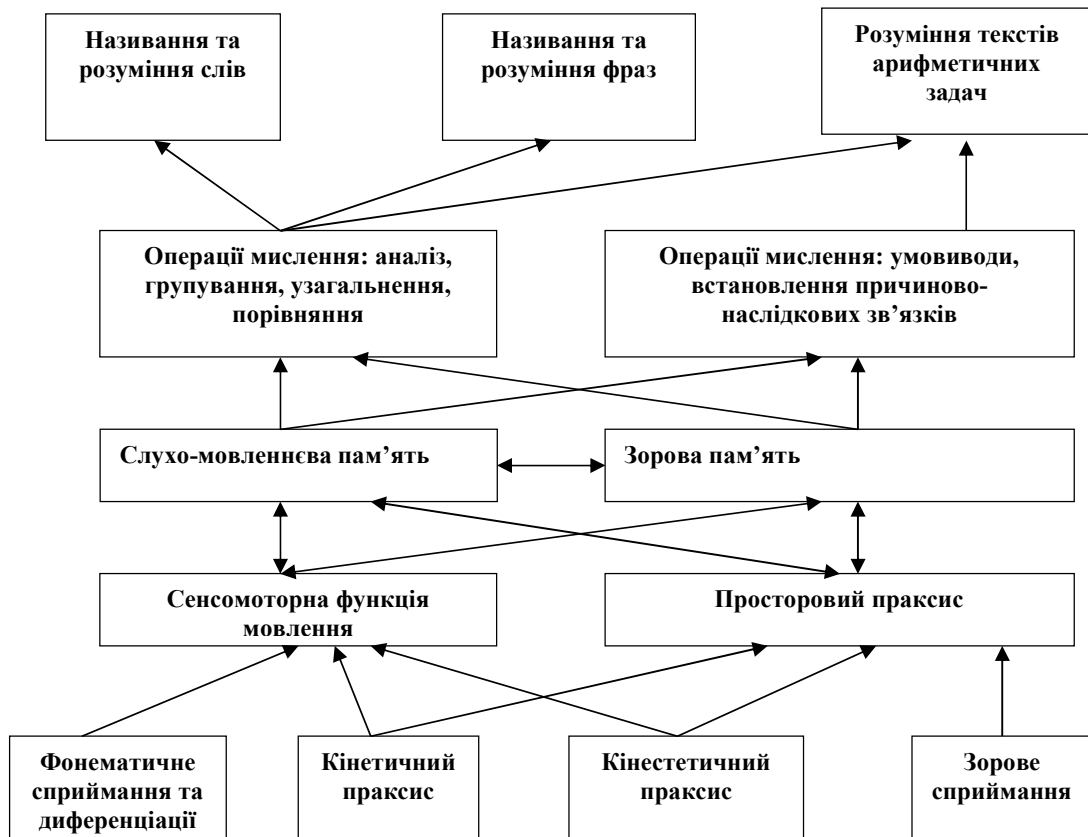 Називання та
розуміння слів
Називання та
розуміння фраз
Розуміння текстів
арифметичних
задач
Операції мислення: аналіз,
групування, узагальнення,
порівняння
Операції мислення: умовиводи,
встановлення причиново-
наслідкових зв’язків
Слухо-мовленнєва пам’ять
Зорова пам’ять
Сенсомоторна функція
мовлення
Просторовий праксис
Фонематичне
сприймання та
диференціації
Кінетичний
праксис
Кінестетичний
праксис
Зорове
сприймання